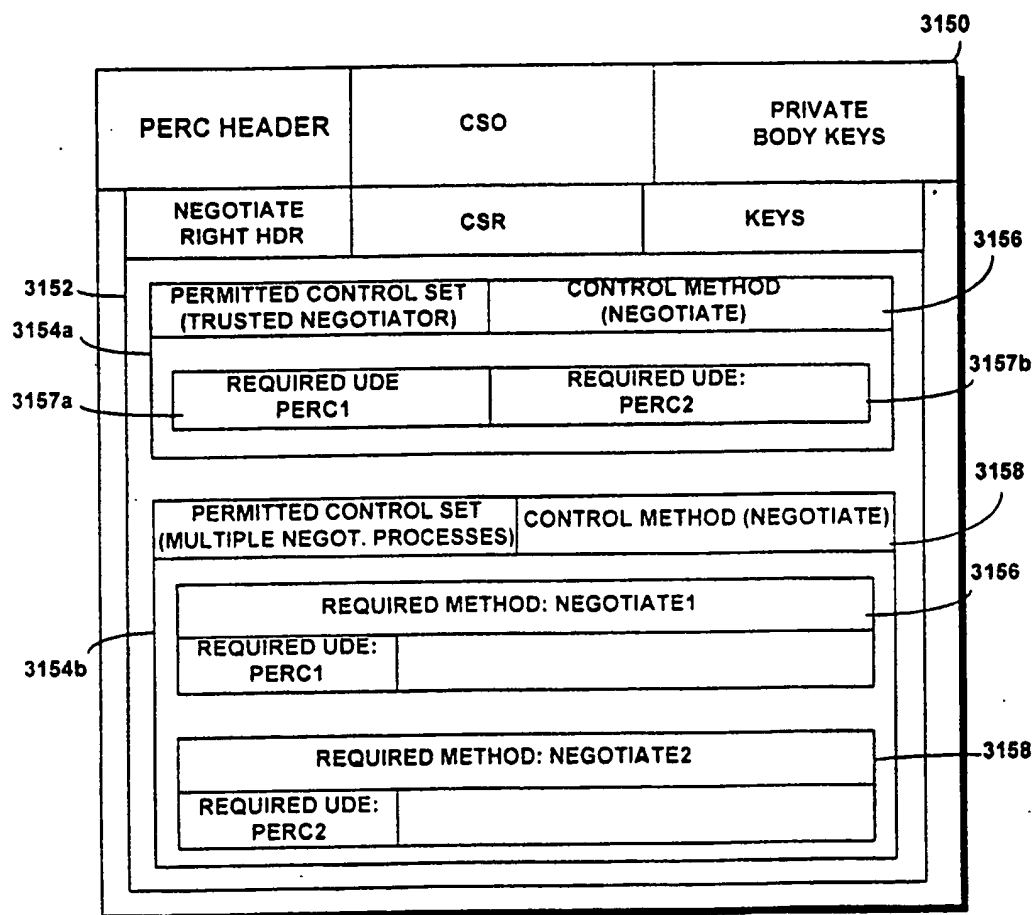 3150
PERC HEADER
CSO
PRIVATE
BODY KEYS
NEGOTIATE
RIGHT HDR
CSR
KEYS
3156
3152
PERMITTED CONTROL SET
(TRUSTED NEGOTIATOR)
CONTROL METHOD
(NEGOTIATE)
3154a
3157a
REQUIRED UDE
PERC1
REQUIRED UDE:
PERC2
3157b
3158
PERMITTED CONTROL SET
(MULTIPLE NEGOT. PROCESSES)
CONTROL METHOD (NEGOTIATE)
3156
REQUIRED METHOD: NEGOTIATE1
REQUIRED UDE:
PERC1
3154b
REQUIRED METHOD: NEGOTIATE2
3158
REQUIRED UDE:
PERC2